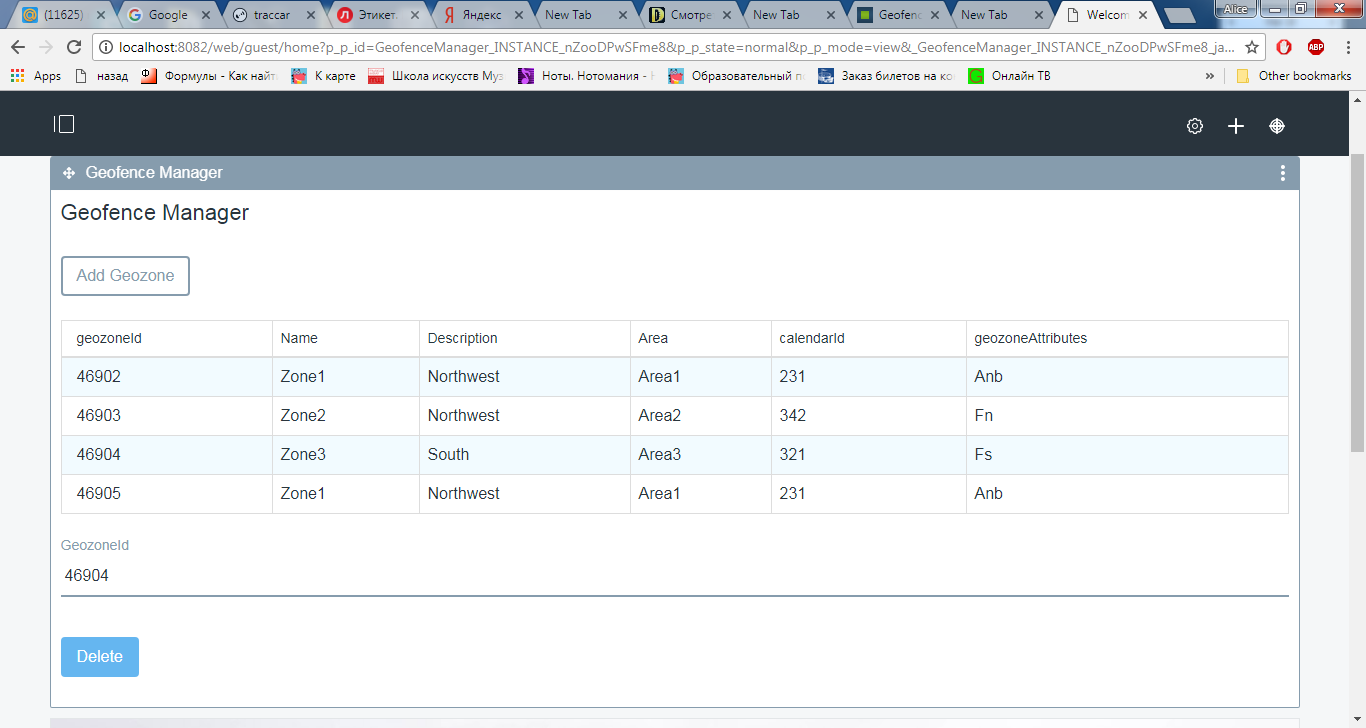 (11625)
Google
traccar
Этикет.
Яндекс
New Tab
Смотре
New Tab
Geofenc
New Tab
Welcom
Alice
localhost:8082/web/guest/home?p_p_id=GeofenceManager_INSTANCE_nZooDPwSFme8&p_p_state=normal&p_p_mode=view&_GeofenceManager_INSTANCE_nZooDPwSFme8_ja...
ABP
Apps
назад
Формулы - Как найт
К карте
Школа искусств Муз
Ноты. Нотомания - Н
Образовательный п
Заказ билетов на ко
Онлайн ТВ
»
Other bookmarks
Geofence Manager
Geofence Manager
Add Geozone
geozoneId Name Description Area calendarId geozoneAttributes
46902 Zone1 Northwest Area1 231 Anb
46903 Zone2 Northwest Area2 342 Fn
46904 Zone3 South Area3 321 Fs
46905 Zone1 Northwest Area1 231 Anb
GeozoneId
46904
Delete